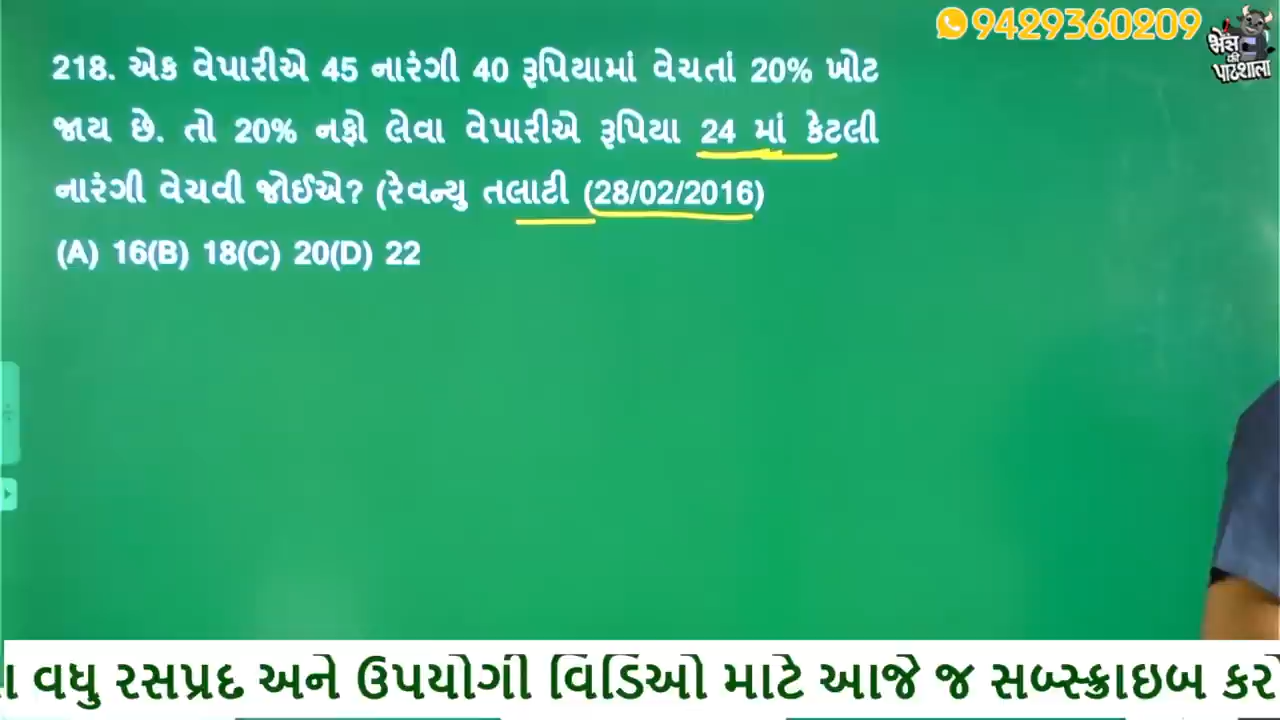 9429360209
भैंस
की
पाठशाला
218. એક વેપારીએ 45 નારંગી 40 રૂપિયામાં વેચતાં 20% ખોટ
જાય છે. તો 20% નફો લેવા વેપારીએ રૂપિયા 24 માં કેટલી
નારંગી વેચવી જોઈએ? (રેવન્યુ તલાટી (28/02/2016)
(A) 16(B) 18(C) 20(D) 22
વધુ રસપ્રદ અને ઉપયોગી વિડિઓ માટે આજે જ સબ્સ્ક્રાઇબ કરો